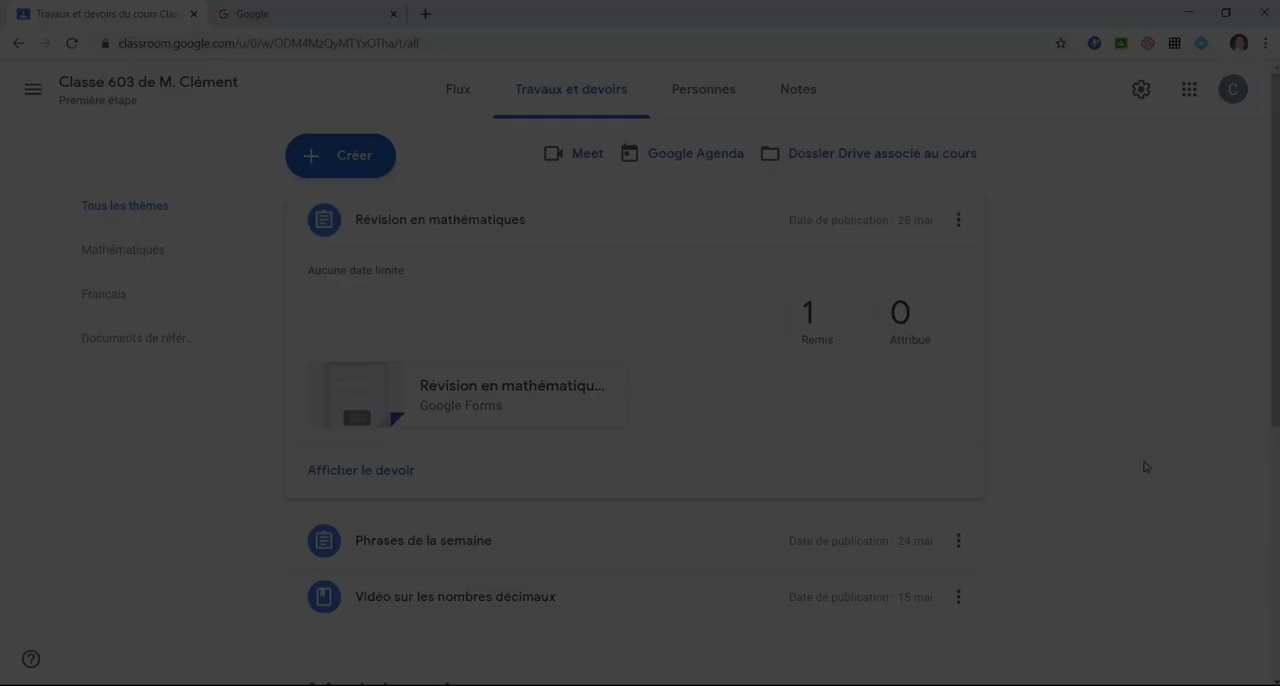 Travaux et devoirs du cours Clas
Google
classroom.google.com/u/0/w/ODM4MzQyMTYxOTha/t/all
Classe 603 de M. Clément
Première étape
Flux
Travaux et devoirs
Personnes
Notes
C
Créer
Meet
Google Agenda
Dossier Drive associé au cours
Tous les thèmes
Mathématiques
Français
Documents de référ...
Révision en mathématiques
Date de publication : 28 mai
Aucune date limite
1
0
Remis
Attribué
Révision en mathématiqu...
Google Forms
Afficher le devoir
Phrases de la semaine
Date de publication : 24 mai
Vidéo sur les nombres décimaux
Date de publication : 15 mai